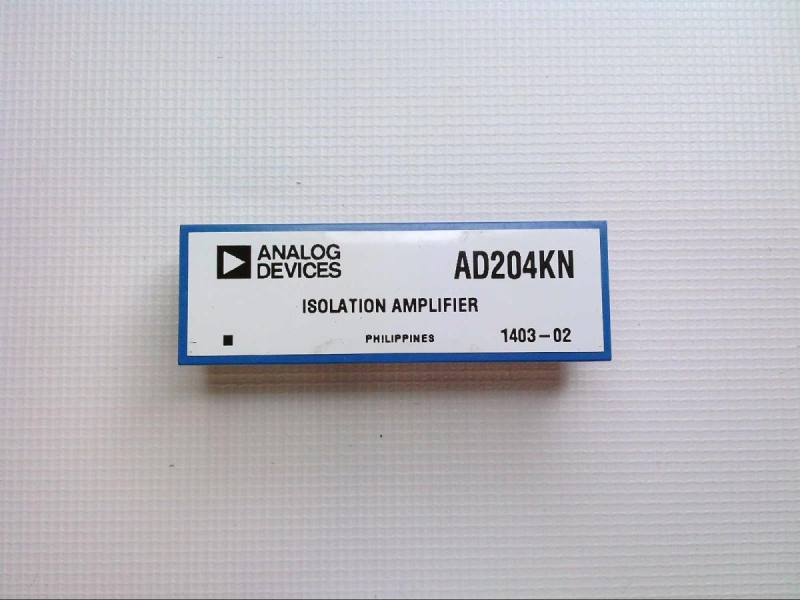 ANALOG
DEVICES
AD204KN
ISOLATION AMPLIFIER
PHILIPPINES
1403-02